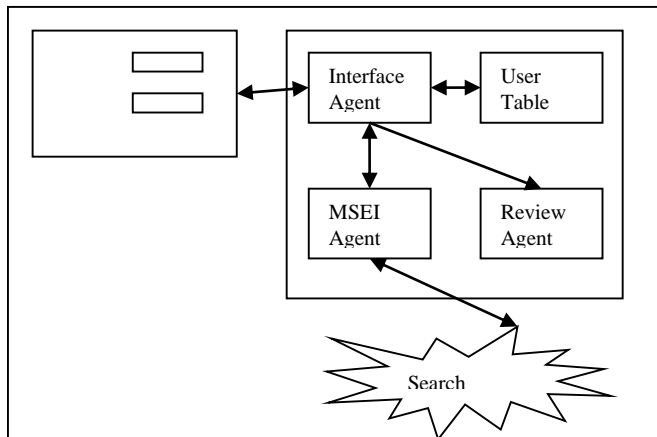 Interface
Agent
User
Table
MSEI
Agent
Review
Agent
Search